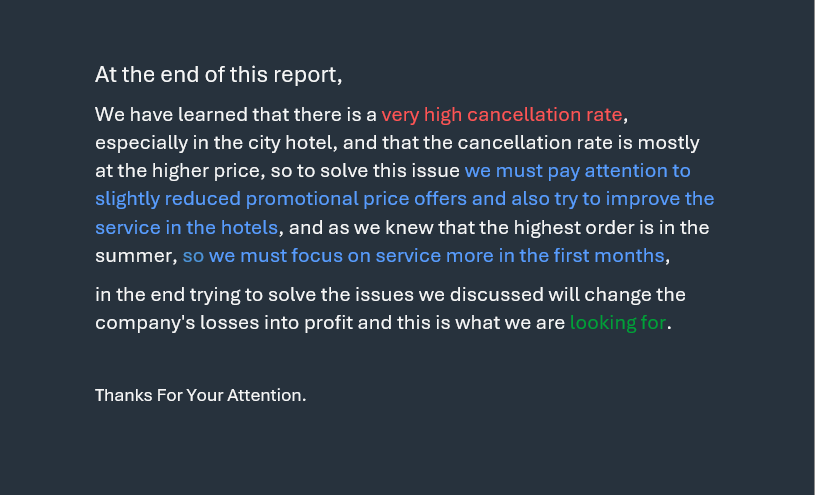 At the end of this report,
We have learned that there is a very high cancellation rate,
especially in the city hotel, and that the cancellation rate is mostly
at the higher price, so to solve this issue we must pay attention to
slightly reduced promotional price offers and also try to improve the
service in the hotels, and as we knew that the highest order is in the
summer, so we must focus on service more in the first months,
in the end trying to solve the issues we discussed will change the
company's losses into profit and this is what we are looking for.
Thanks For Your Attention.